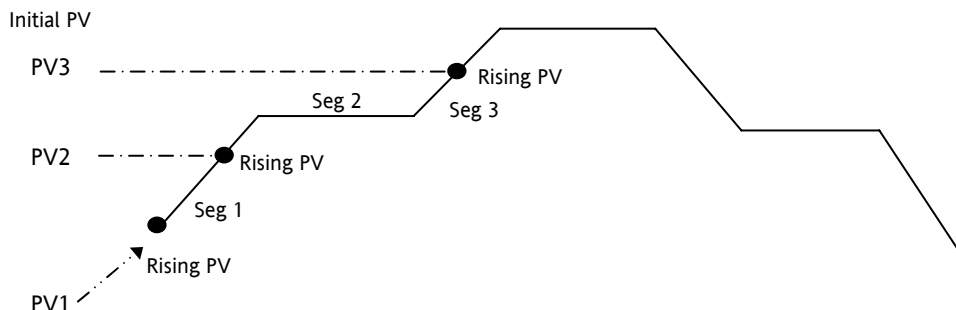 Initial PV
PV3
Rising PV
Seg 2
Seg 3
PV2
Rising PV
Seg 1
Rising PV
PV1